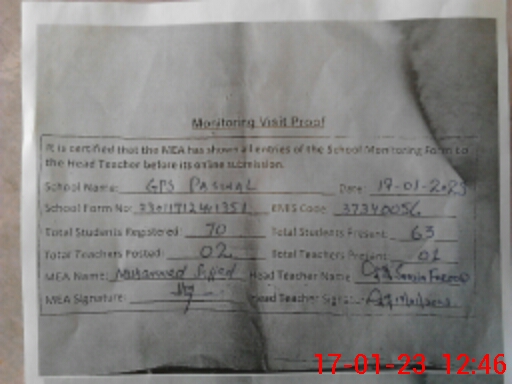 Monitoring Visit Proof
It is certified that the MEA has shown all entries of the School Monitoring Form to
the Head Teacher before its online submission.
School Name: GPS PASWAL Date: 17-01-2023
School Form No: EMIS Code: 37340056
Total Students Registered: 70 Total Students Present: 63
Total Teachers Posted: 02 Total Teachers Present: 02
MEA Name: Muhammad Head Teacher Name
MEA Signature: Head Teacher Signature
17-01-23 12:46